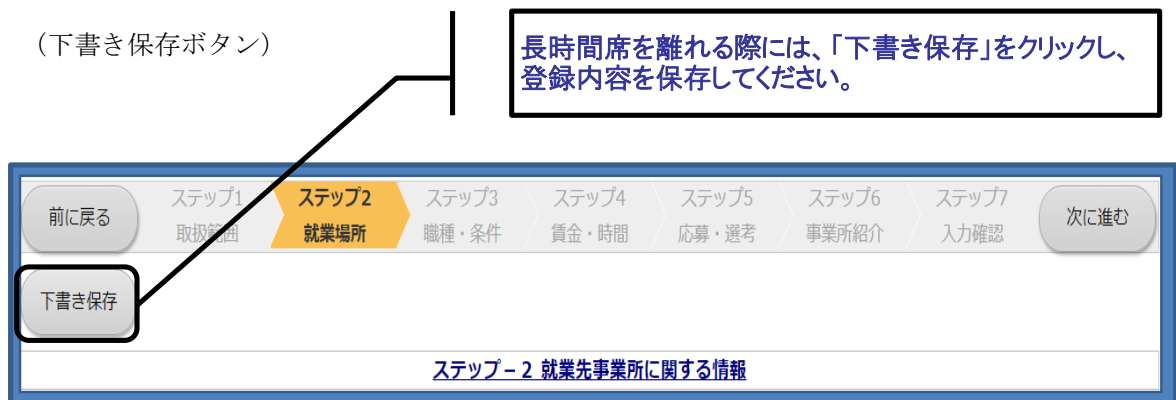 （下書き保存ボタン）
長時間席を離れる際には、「下書き保存」をクリックし、
登録内容を保存してください。
前に戻る
ステップ1
取扱範囲
ステップ2
就業場所
ステップ3
職種・条件
ステップ4
賃金・時間
ステップ5
応募・選考
ステップ6
事業所紹介
ステップ7
入力確認
次に進む
下書き保存
ステップ－２ 就業先事業所に関する情報